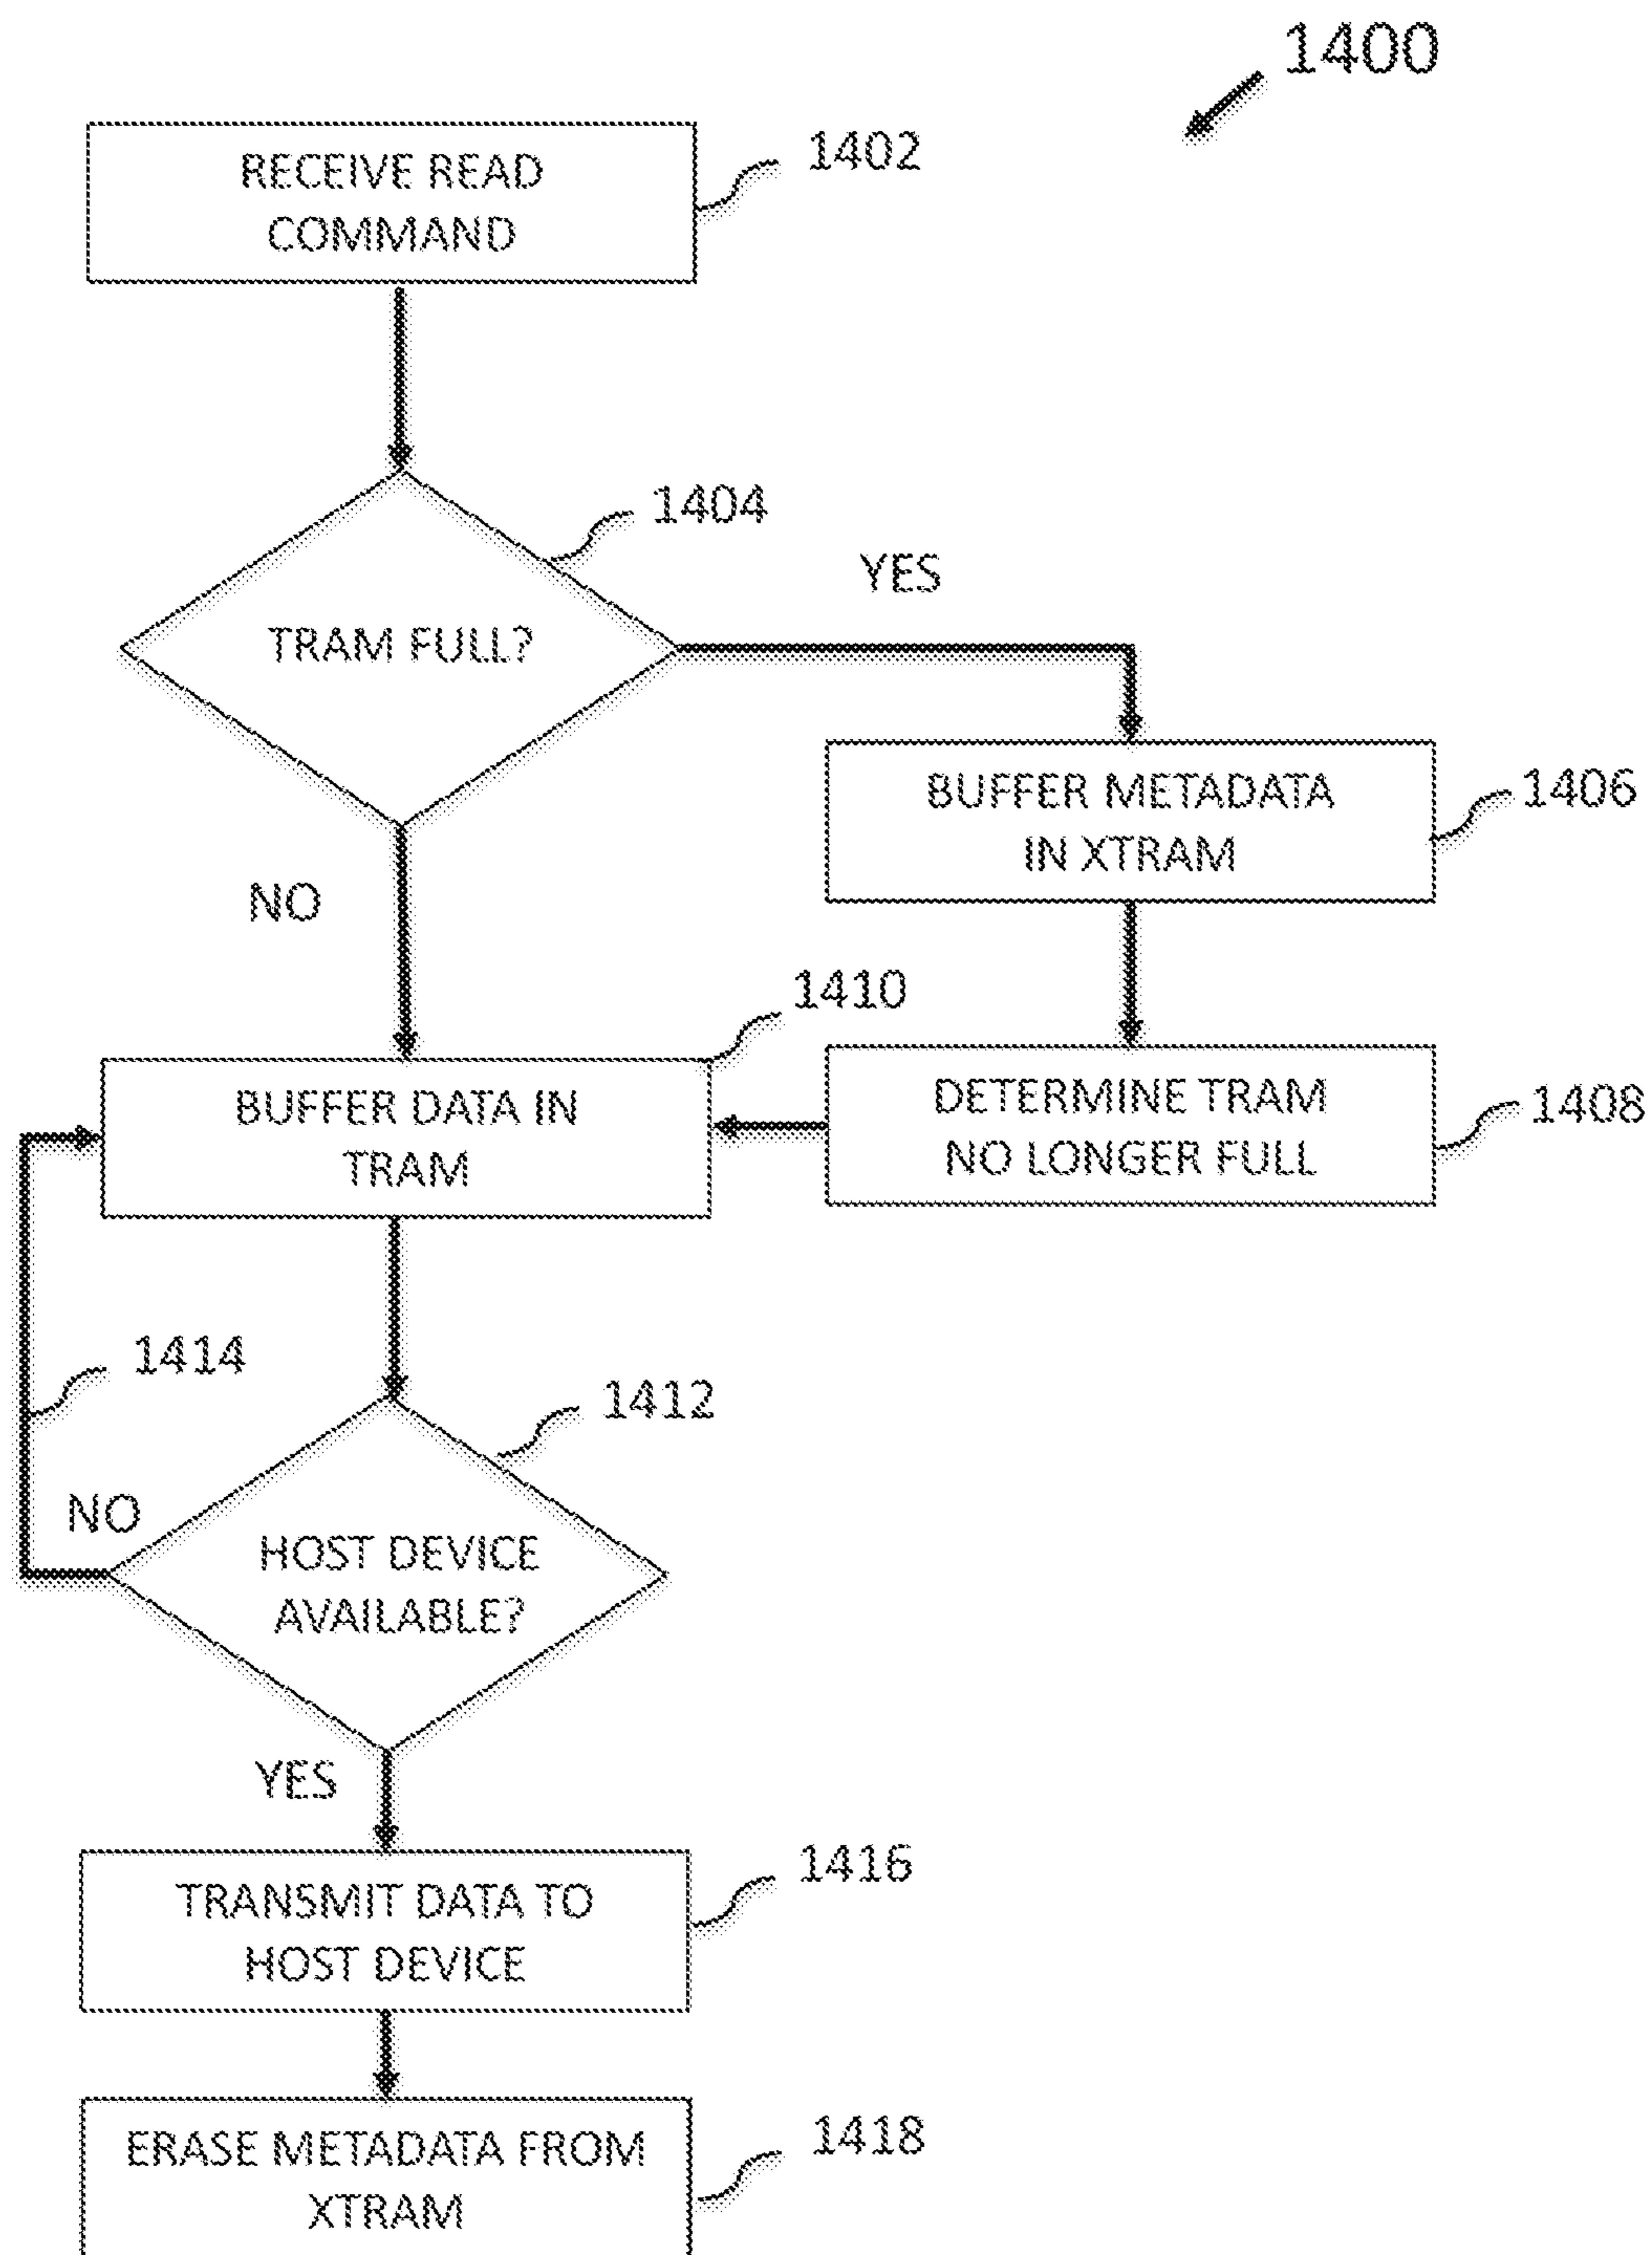 1400
RECEIVE READ
COMMAND
1402
1404
TRAM FULL?
YES
NO
BUFFER METADATA
IN XTRAM
1406
1410
BUFFER DATA IN
TRAM
DETERMINE TRAM
NO LONGER FULL
1408
1414
1412
NO
HOST DEVICE
AVAILABLE?
YES
TRANSMIT DATA TO
HOST DEVICE
1416
ERASE METADATA FROM
XTRAM
1418